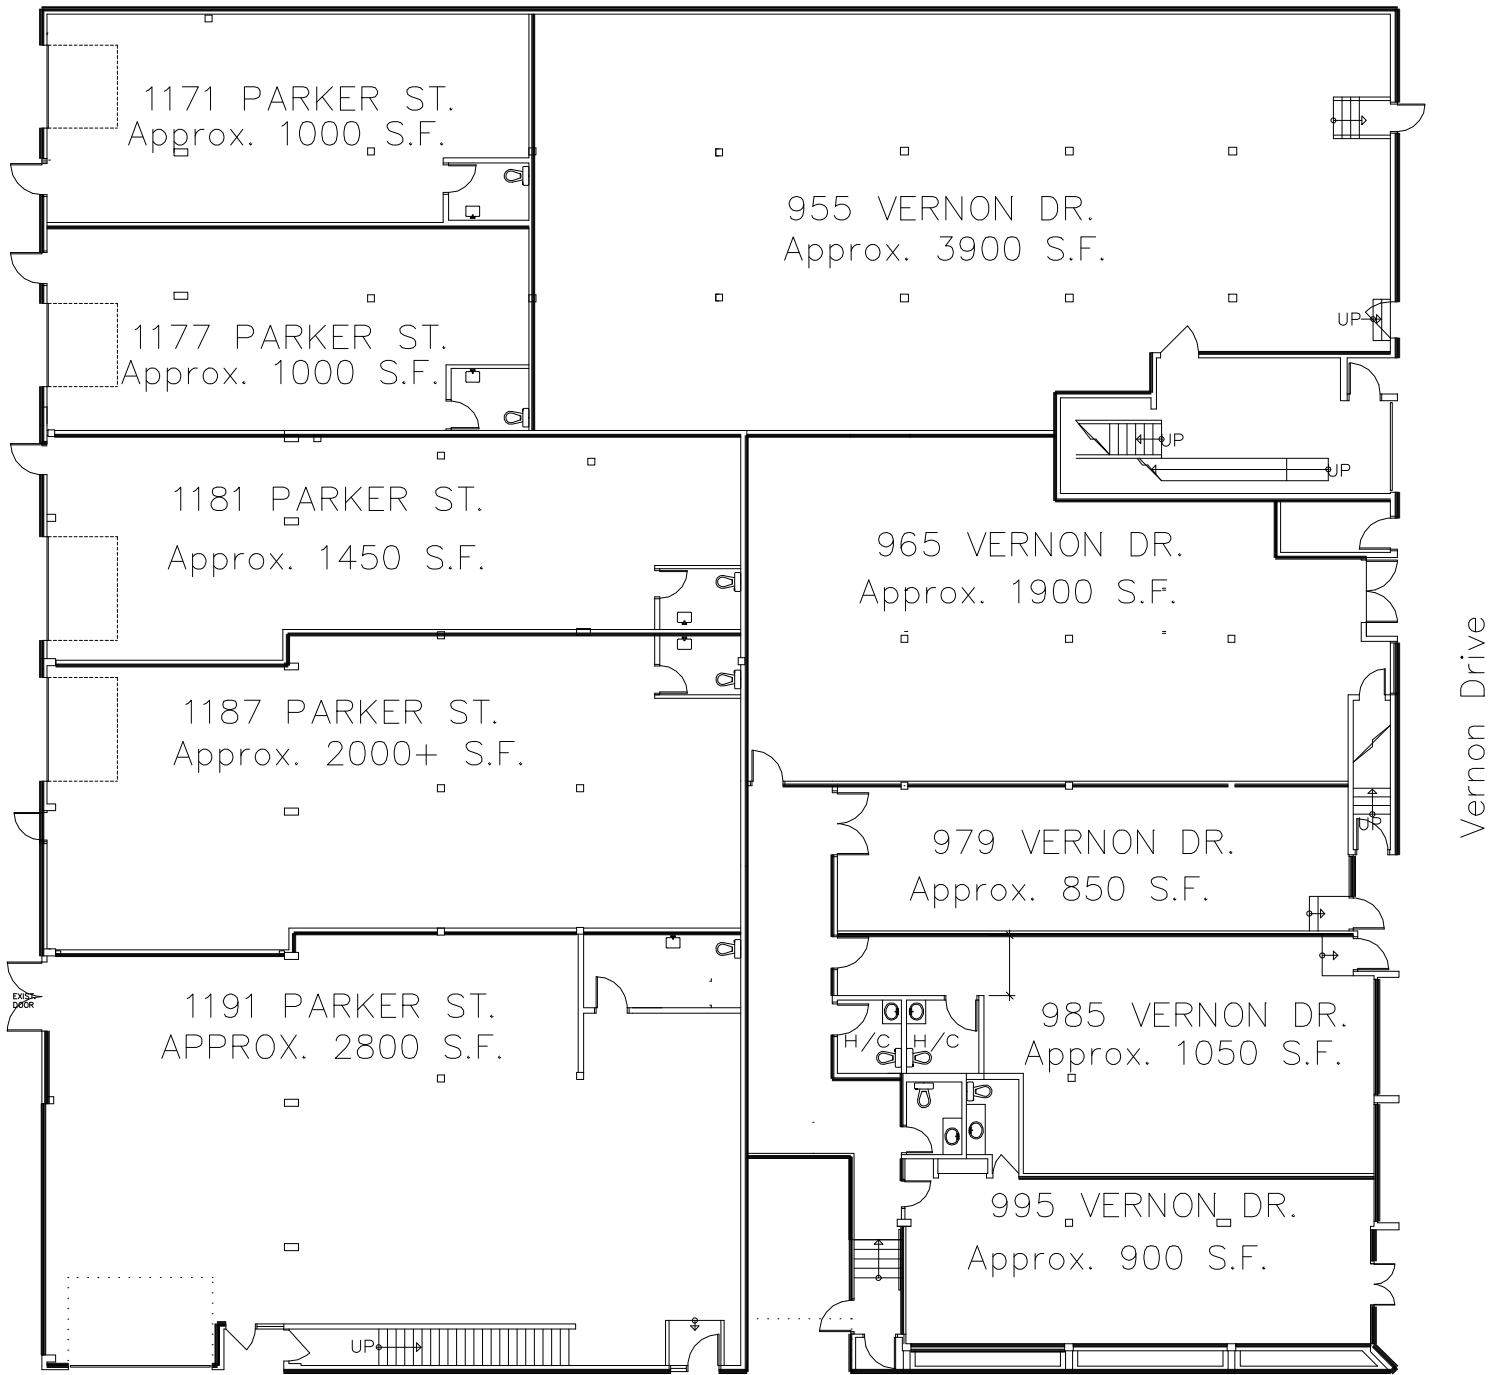 1171 PARKER ST.
Approx. 1000 S.F.
955 VERNON DR.
Approx. 3900 S.F.
UP
1177 PARKER ST.
Approx. 1000 S.F.
UP
UP
1181 PARKER ST.
Approx. 1450 S.F.
965 VERNON DR.
Approx. 1900 S.F.
Vernon Drive
1187 PARKER ST.
Approx. 2000+ S.F.
UP
979 VERNON DR.
Approx. 850 S.F.
EXIST.
DOOR
1191 PARKER ST.
APPROX. 2800 S.F.
985 VERNON DR.
Approx. 1050 S.F.
H/C
H/C
995 VERNON DR.
Approx. 900 S.F.
UP